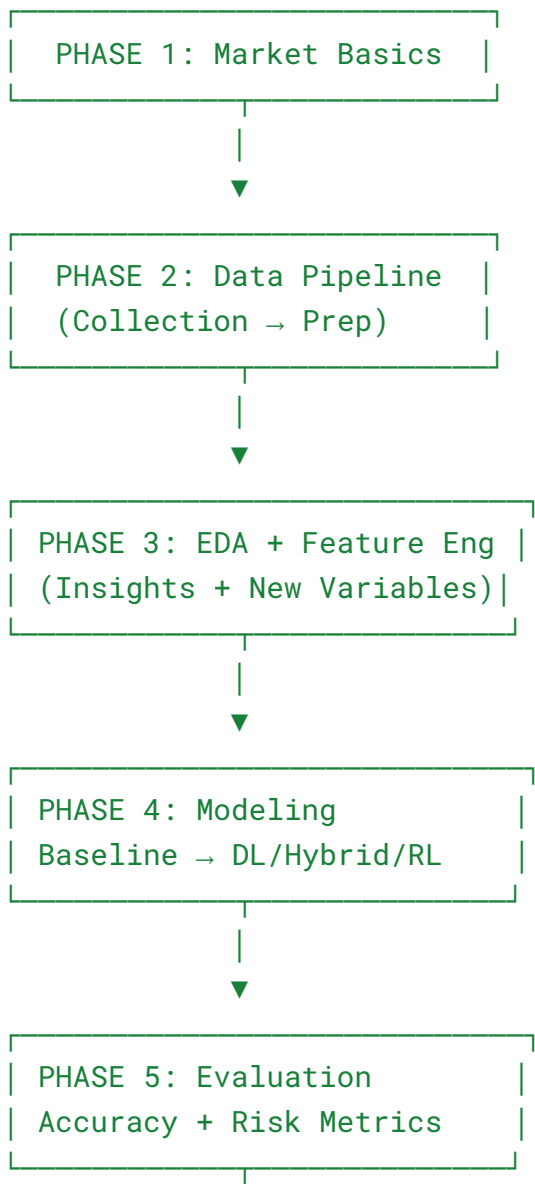 PHASE 1: Market Basics
PHASE 2: Data Pipeline
(Collection → Prep)
PHASE 3: EDA + Feature Eng
(Insights + New Variables)
PHASE 4: Modeling
Baseline → DL/Hybrid/RL
PHASE 5: Evaluation
Accuracy + Risk Metrics